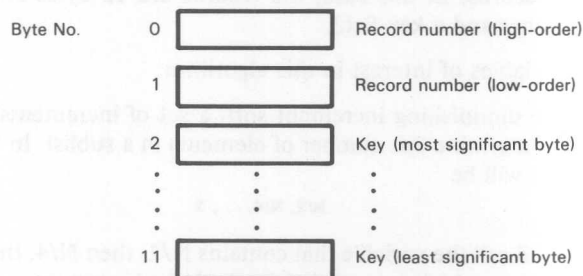 Byte No. 0 Record number (high-order)
1 Record number (low-order)
2 Key (most significant byte)
11 Key (least significant byte)